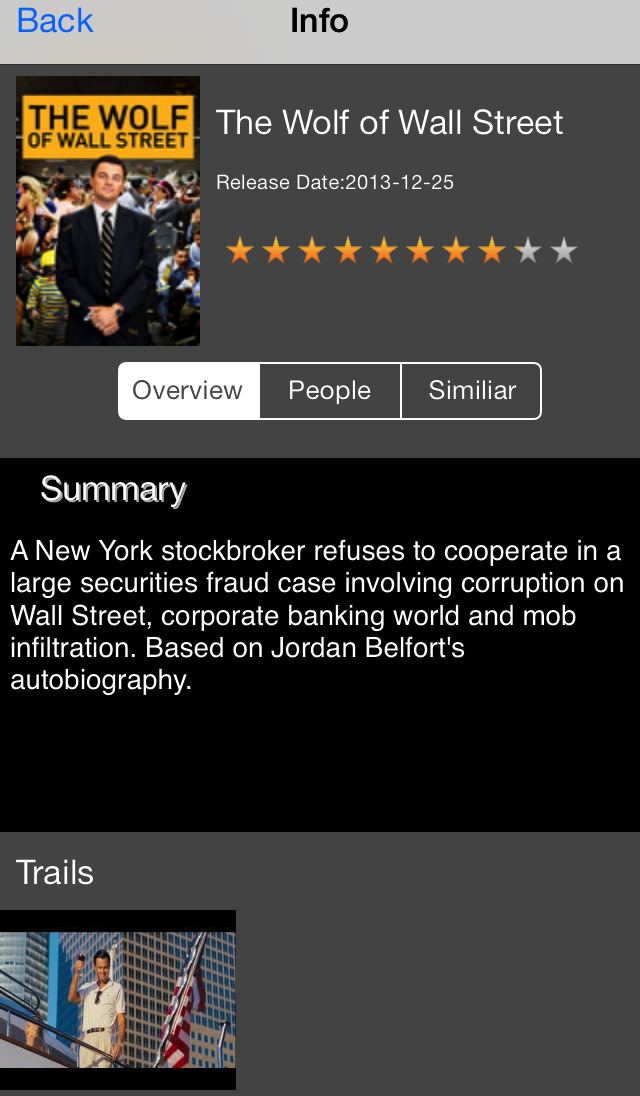 Back
Info
THE WOLF
OF WALL STREET
The Wolf of Wall Street
Release Date:2013-12-25
Overview
People
Similiar
Summary
A New York stockbroker refuses to cooperate in a
large securities fraud case involving corruption on
Wall Street, corporate banking world and mob
infiltration. Based on Jordan Belfort's
autobiography.
Trails